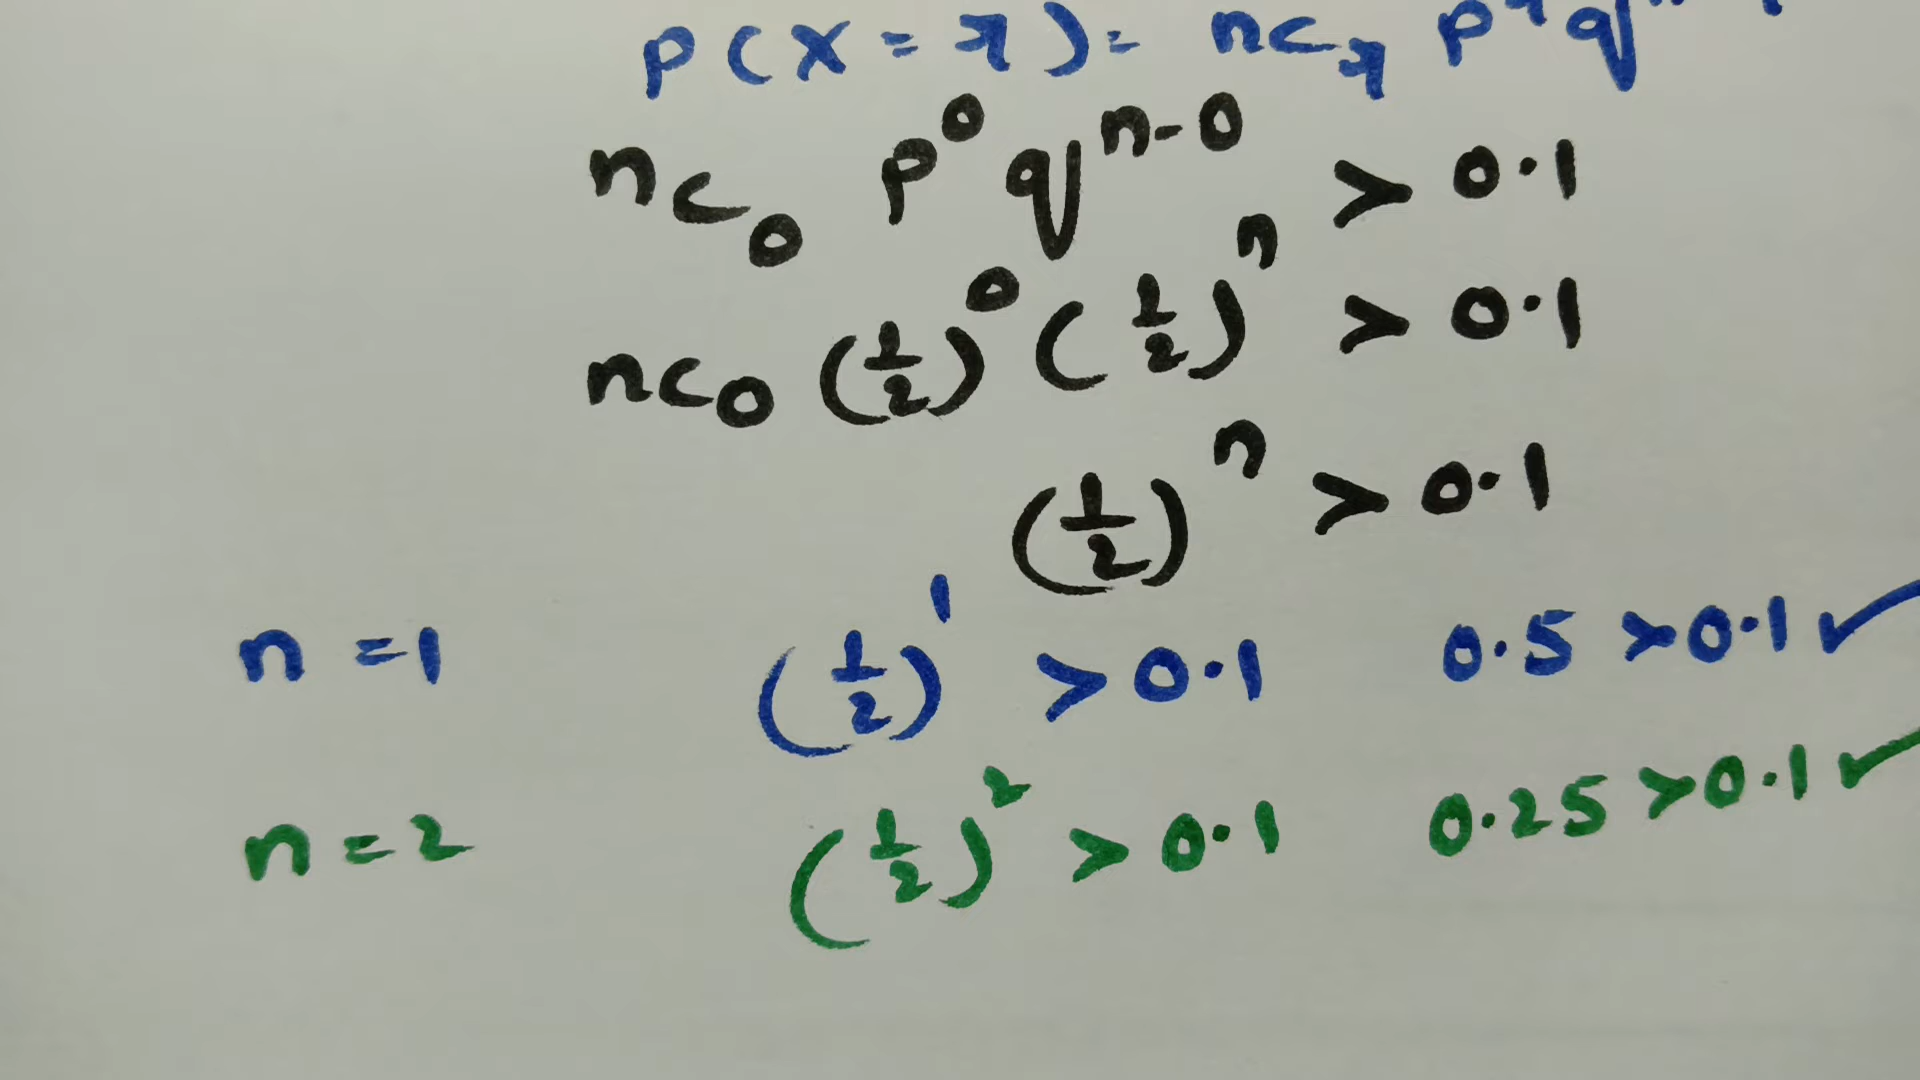 P(X=x)= nCx p^x q^n-
nC0 p^0 q^n-0 > 0.1
nC0 (1/2)^0 (1/2)^n > 0.1
(1/2)^n > 0.1
n=1 (1/2)^1 > 0.1 0.5 > 0.1 ✓
n=2 (1/2)^2 > 0.1 0.25 > 0.1 ✓